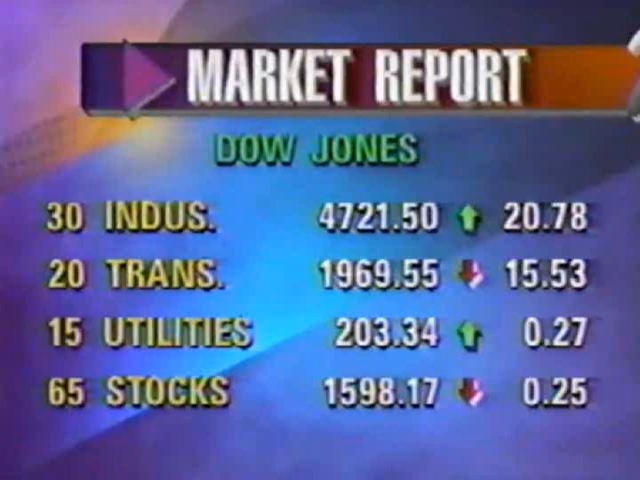 MARKET REPORT
DOW JONES
30 INDUS. 4721.50 ↑ 20.78
20 TRANS. 1969.55 ↓ 15.53
15 UTILITIES 203.34 ↑ 0.27
65 STOCKS 1598.17 ↓ 0.25